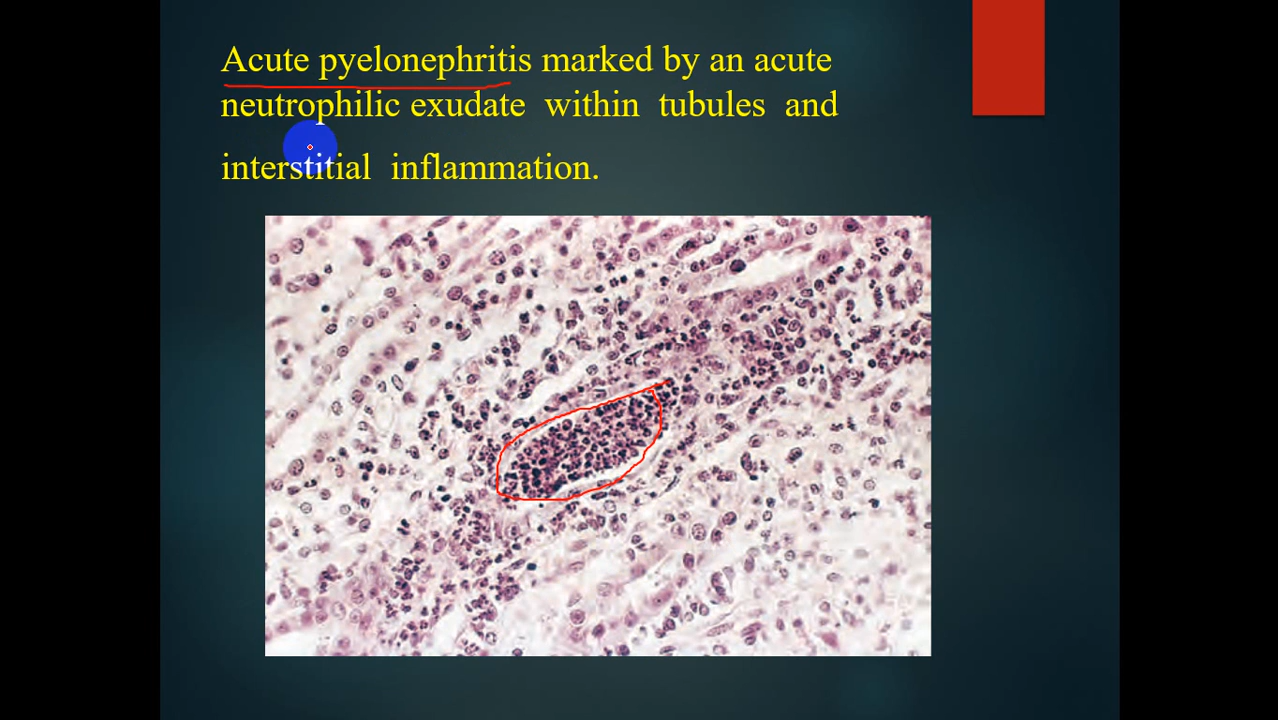 Acute pyelonephritis marked by an acute
neutrophilic exudate within tubules and
interstitial inflammation.